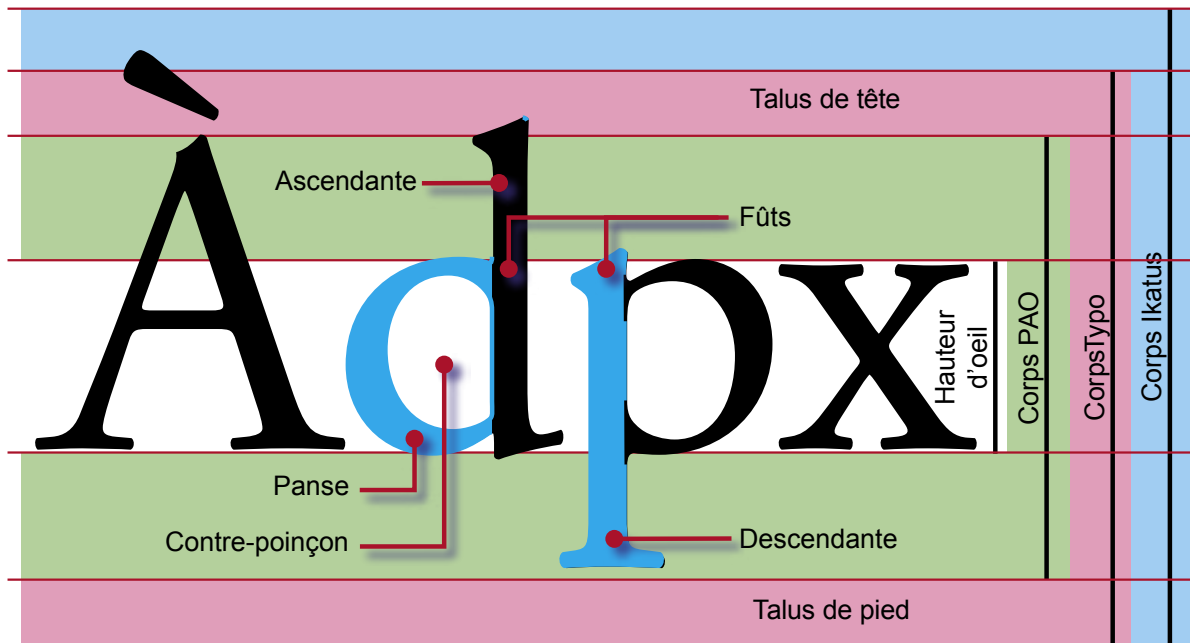 Talus de tête
Ascendante
Fûts
Àdpx
Hauteur
d'oeil
Corps PAO
CorpsTypo
Corps Ikatus
Panse
Contre-poinçon
Descendante
Talus de pied